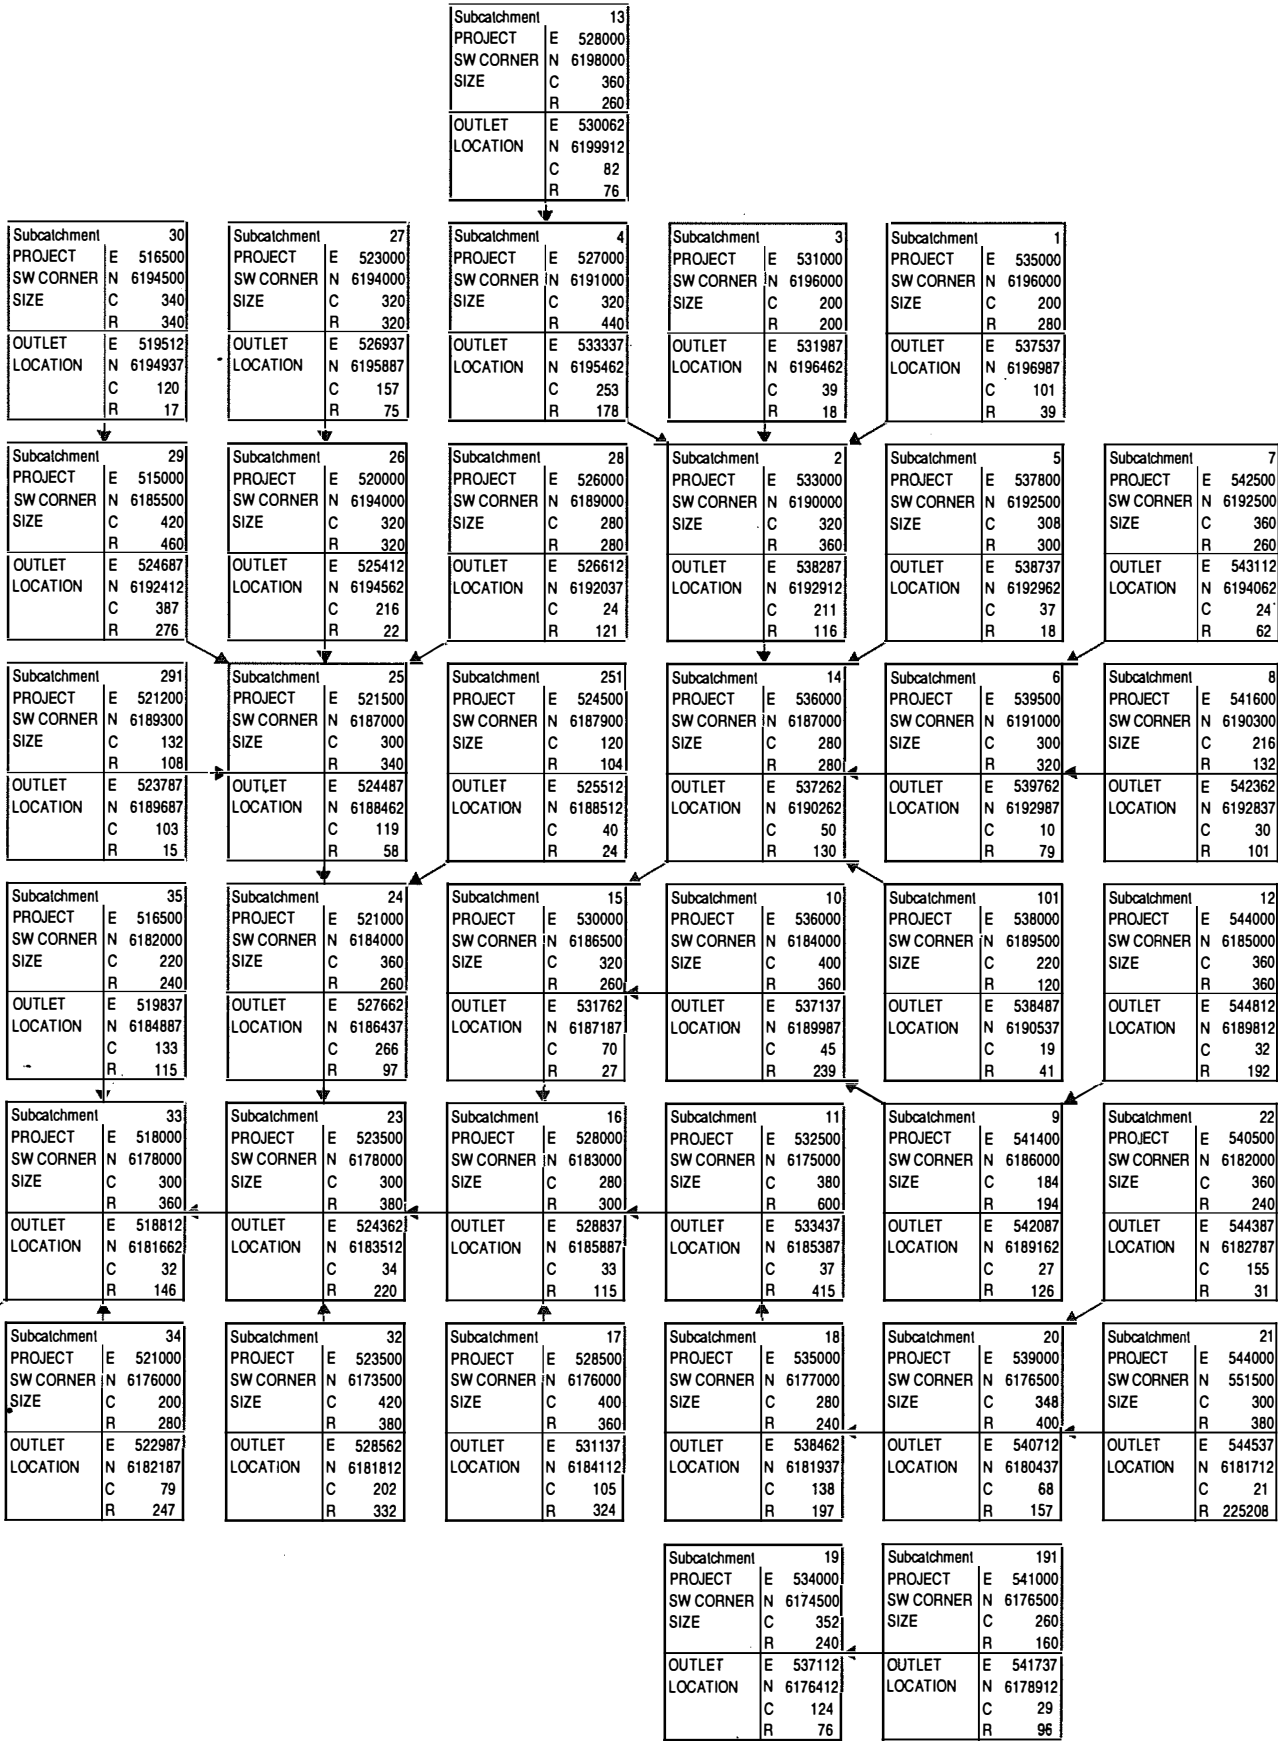 Subcatchment 13
PROJECT E 528000
SW CORNER N 6198000
SIZE C 360
R 260
OUTLET E 530062
LOCATION N 6199912
C 82
R 76
Subcatchment 30
PROJECT E 516500
SW CORNER N 6194500
SIZE C 340
R 340
OUTLET E 519512
LOCATION N 6194937
C 120
R 17
Subcatchment 27
PROJECT E 523000
SW CORNER N 6194000
SIZE C 320
R 320
OUTLET E 526937
LOCATION N 6195887
C 157
R 75
Subcatchment 4
PROJECT E 527000
SW CORNER N 6191000
SIZE C 320
R 440
OUTLET E 533337
LOCATION N 6195462
C 253
R 178
Subcatchment 3
PROJECT E 531000
SW CORNER N 6196000
SIZE C 200
R 200
OUTLET E 531987
LOCATION N 6196462
C 39
R 18
Subcatchment 1
PROJECT E 535000
SW CORNER N 6196000
SIZE C 200
R 280
OUTLET E 537537
LOCATION N 6196987
C 101
R 39
Subcatchment 29
PROJECT E 515000
SW CORNER N 6185500
SIZE C 420
R 460
OUTLET E 524687
LOCATION N 6192412
C 387
R 276
Subcatchment 26
PROJECT E 520000
SW CORNER N 6194000
SIZE C 320
R 320
OUTLET E 525412
LOCATION N 6194562
C 216
R 22
Subcatchment 28
PROJECT E 526000
SW CORNER N 6189000
SIZE C 280
R 280
OUTLET E 526612
LOCATION N 6192037
C 24
R 121
Subcatchment 2
PROJECT E 533000
SW CORNER N 6190000
SIZE C 320
R 360
OUTLET E 538287
LOCATION N 6192912
C 211
R 116
Subcatchment 5
PROJECT E 537800
SW CORNER N 6192500
SIZE C 308
R 300
OUTLET E 538737
LOCATION N 6192962
C 37
R 18
Subcatchment 7
PROJECT E 542500
SW CORNER N 6192500
SIZE C 360
R 260
OUTLET E 543112
LOCATION N 6194062
C 24
R 62
Subcatchment 291
PROJECT E 521200
SW CORNER N 6189300
SIZE C 132
R 108
OUTLET E 523787
LOCATION N 6189687
C 103
R 15
Subcatchment 25
PROJECT E 521500
SW CORNER N 6187000
SIZE C 300
R 340
OUTLET E 524487
LOCATION N 6188462
C 119
R 58
Subcatchment 251
PROJECT E 524500
SW CORNER N 6187900
SIZE C 120
R 104
OUTLET E 525512
LOCATION N 6188512
C 40
R 24
Subcatchment 14
PROJECT E 536000
SW CORNER N 6187000
SIZE C 280
R 280
OUTLET E 537262
LOCATION N 6190262
C 50
R 130
Subcatchment 6
PROJECT E 539500
SW CORNER N 6191000
SIZE C 300
R 320
OUTLET E 539762
LOCATION N 6192987
C 10
R 79
Subcatchment 8
PROJECT E 541600
SW CORNER N 6190300
SIZE C 216
R 132
OUTLET E 542362
LOCATION N 6192837
C 30
R 101
Subcatchment 35
PROJECT E 516500
SW CORNER N 6182000
SIZE C 220
R 240
OUTLET E 519837
LOCATION N 6184887
C 133
R 115
Subcatchment 24
PROJECT E 521000
SW CORNER N 6184000
SIZE C 360
R 260
OUTLET E 527662
LOCATION N 6186437
C 266
R 97
Subcatchment 15
PROJECT E 530000
SW CORNER N 6186500
SIZE C 320
R 260
OUTLET E 531762
LOCATION N 6187187
C 70
R 27
Subcatchment 10
PROJECT E 536000
SW CORNER N 6184000
SIZE C 400
R 360
OUTLET E 537137
LOCATION N 6189987
C 45
R 239
Subcatchment 101
PROJECT E 538000
SW CORNER N 6189500
SIZE C 220
R 120
OUTLET E 538487
LOCATION N 6190537
C 19
R 41
Subcatchment 12
PROJECT E 544000
SW CORNER N 6185000
SIZE C 360
R 360
OUTLET E 544812
LOCATION N 6189812
C 32
R 192
Subcatchment 33
PROJECT E 518000
SW CORNER N 6178000
SIZE C 300
R 360
OUTLET E 518812
LOCATION N 6181662
C 32
R 146
Subcatchment 23
PROJECT E 523500
SW CORNER N 6178000
SIZE C 300
R 380
OUTLET E 524362
LOCATION N 6183512
C 34
R 220
Subcatchment 16
PROJECT E 528000
SW CORNER N 6183000
SIZE C 280
R 300
OUTLET E 528837
LOCATION N 6185887
C 33
R 115
Subcatchment 11
PROJECT E 532500
SW CORNER N 6175000
SIZE C 380
R 600
OUTLET E 533437
LOCATION N 6185387
C 37
R 415
Subcatchment 9
PROJECT E 541400
SW CORNER N 6186000
SIZE C 184
R 194
OUTLET E 542087
LOCATION N 6189162
C 27
R 126
Subcatchment 22
PROJECT E 540500
SW CORNER N 6182000
SIZE C 360
R 240
OUTLET E 544387
LOCATION N 6182787
C 155
R 31
Subcatchment 34
PROJECT E 521000
SW CORNER N 6176000
SIZE C 200
R 280
OUTLET E 522987
LOCATION N 6182187
C 79
R 247
Subcatchment 32
PROJECT E 523500
SW CORNER N 6173500
SIZE C 420
R 380
OUTLET E 528562
LOCATION N 6181812
C 202
R 332
Subcatchment 17
PROJECT E 528500
SW CORNER N 6176000
SIZE C 400
R 360
OUTLET E 531137
LOCATION N 6184112
C 105
R 324
Subcatchment 18
PROJECT E 535000
SW CORNER N 6177000
SIZE C 280
R 240
OUTLET E 538462
LOCATION N 6181937
C 138
R 197
Subcatchment 20
PROJECT E 539000
SW CORNER N 6176500
SIZE C 348
R 400
OUTLET E 540712
LOCATION N 6180437
C 68
R 157
Subcatchment 21
PROJECT E 544000
SW CORNER N 551500
SIZE C 300
R 380
OUTLET E 544537
LOCATION N 6181712
C 21
R 225208
Subcatchment 19
PROJECT E 534000
SW CORNER N 6174500
SIZE C 352
R 240
OUTLET E 537112
LOCATION N 6176412
C 124
R 76
Subcatchment 191
PROJECT E 541000
SW CORNER N 6176500
SIZE C 260
R 160
OUTLET E 541737
LOCATION N 6178912
C 29
R 96